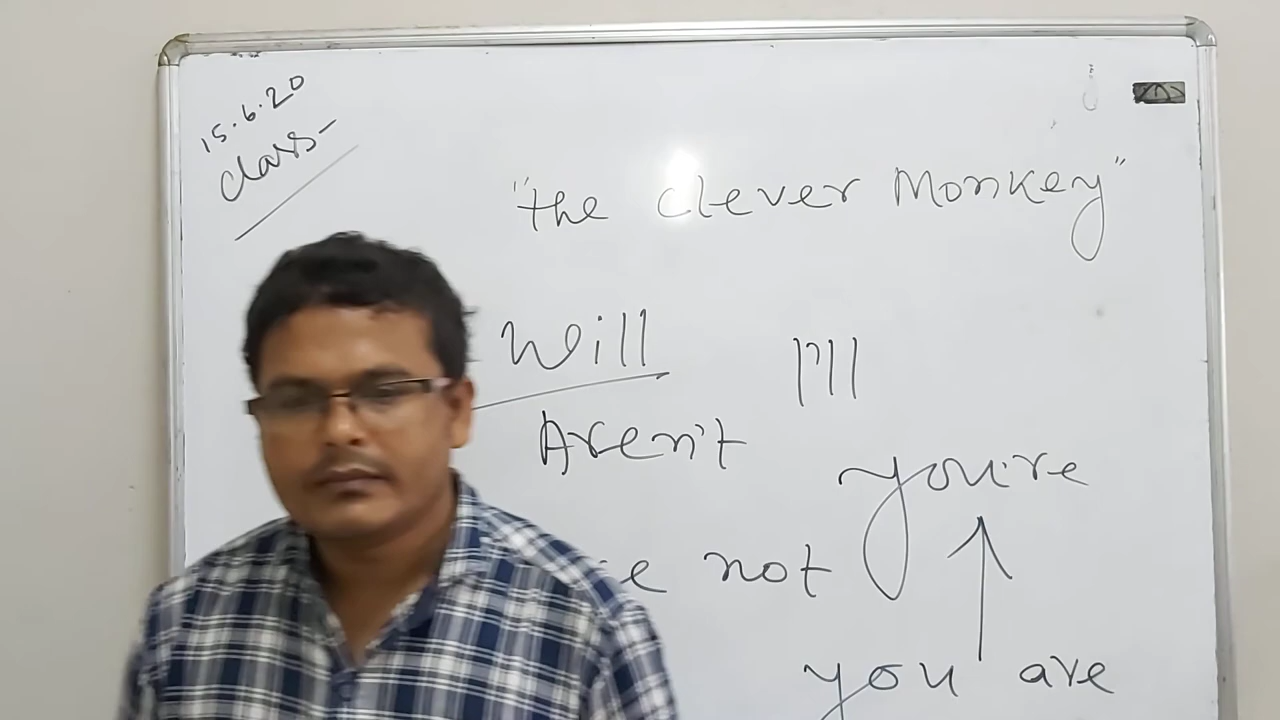 15.6.20
Class-
"the clever Monkey"
Will
I'll
Aren't
you're
not
you are